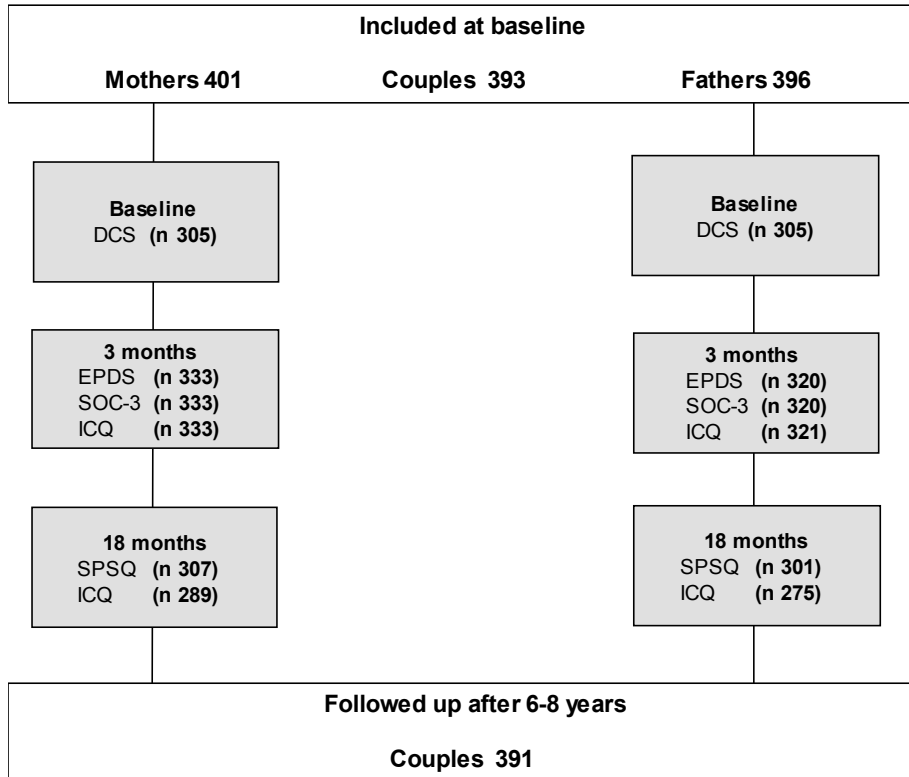 Included at baseline
Mothers 401 Couples 393 Fathers 396
Baseline
DCS (n 305)
Baseline
DCS (n 305)
3 months
EPDS (n 333)
SOC-3 (n 333)
ICQ (n 333)
3 months
EPDS (n 320)
SOC-3 (n 320)
ICQ (n 321)
18 months
SPSQ (n 307)
ICQ (n 289)
18 months
SPSQ (n 301)
ICQ (n 275)
Followed up after 6-8 years
Couples 391